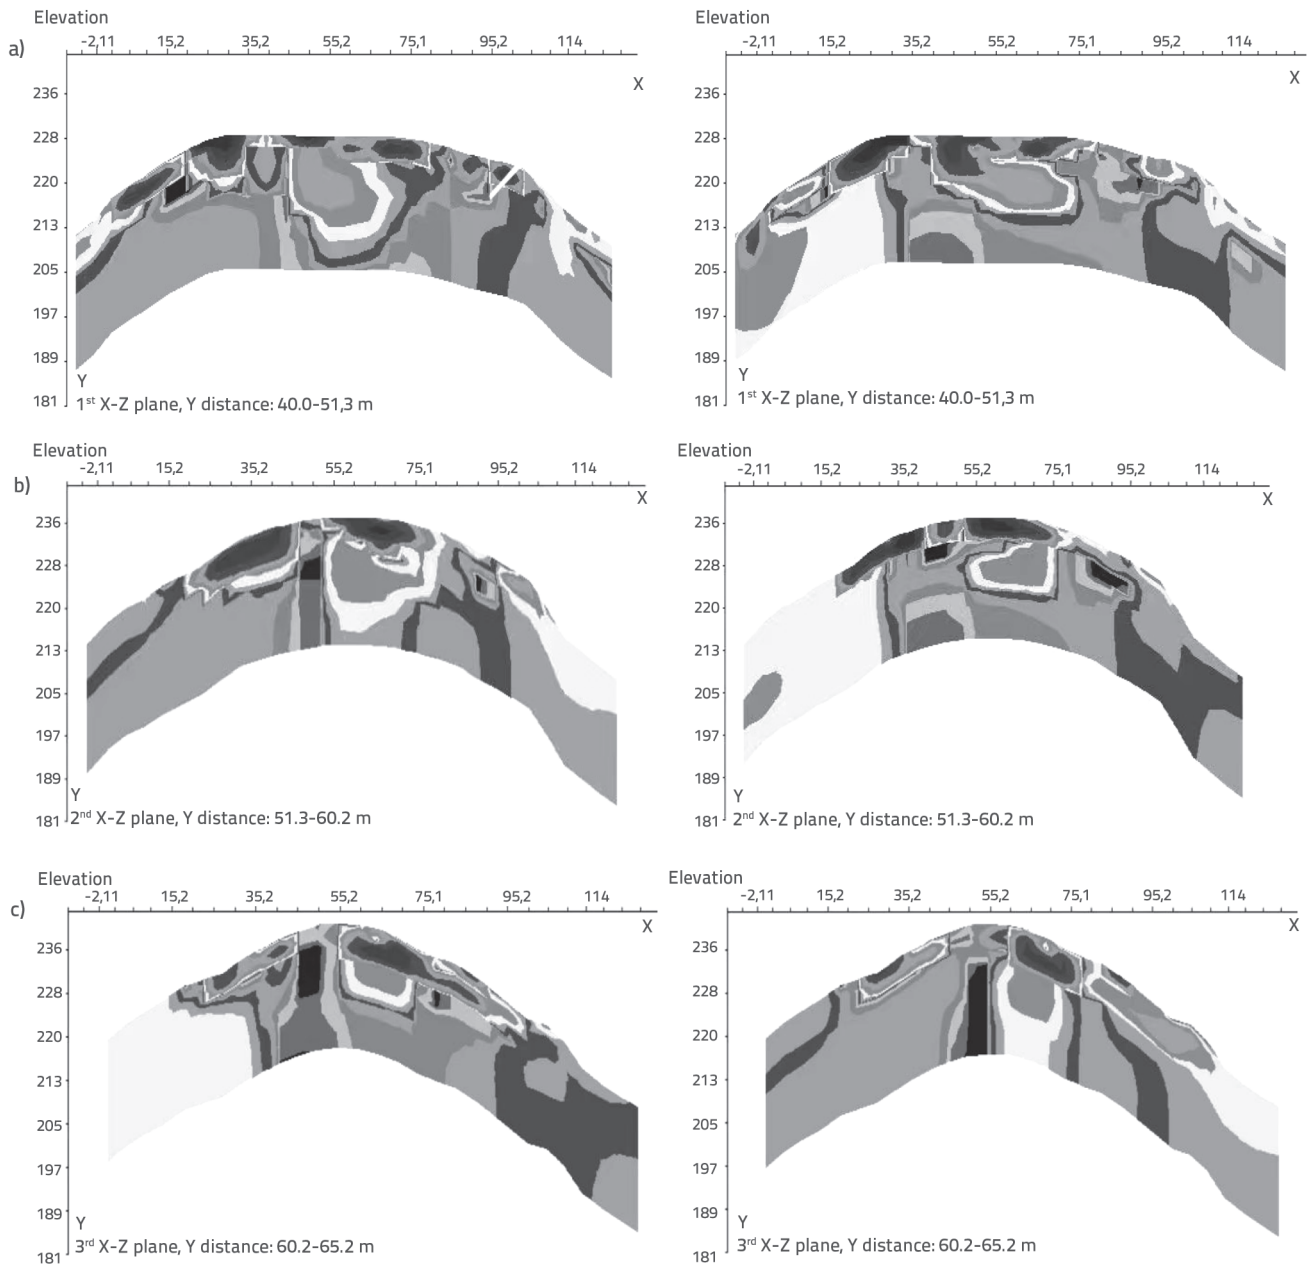 Elevation
-2,11 15,2 35,2 55,2 75,1 95,2 114
a)
X
236
228
220
213
205
197
189
181
Y
1st X-Z plane, Y distance: 40.0-51,3 m
Elevation
-2,11 15,2 35,2 55,2 75,1 95,2 114
X
236
228
220
213
205
197
189
181
Y
1st X-Z plane, Y distance: 40.0-51,3 m
Elevation
-2,11 15,2 35,2 55,2 75,1 95,2 114
b)
X
236
228
220
213
205
197
189
181
Y
2nd X-Z plane, Y distance: 51.3-60.2 m
Elevation
-2,11 15,2 35,2 55,2 75,1 95,2 114
X
236
228
220
213
205
197
189
181
Y
2nd X-Z plane, Y distance: 51.3-60.2 m
Elevation
-2,11 15,2 35,2 55,2 75,1 95,2 114
c)
X
236
228
220
213
205
197
189
181
Y
3rd X-Z plane, Y distance: 60.2-65.2 m
Elevation
-2,11 15,2 35,2 55,2 75,1 95,2 114
X
236
228
220
213
205
197
189
181
Y
3rd X-Z plane, Y distance: 60.2-65.2 m